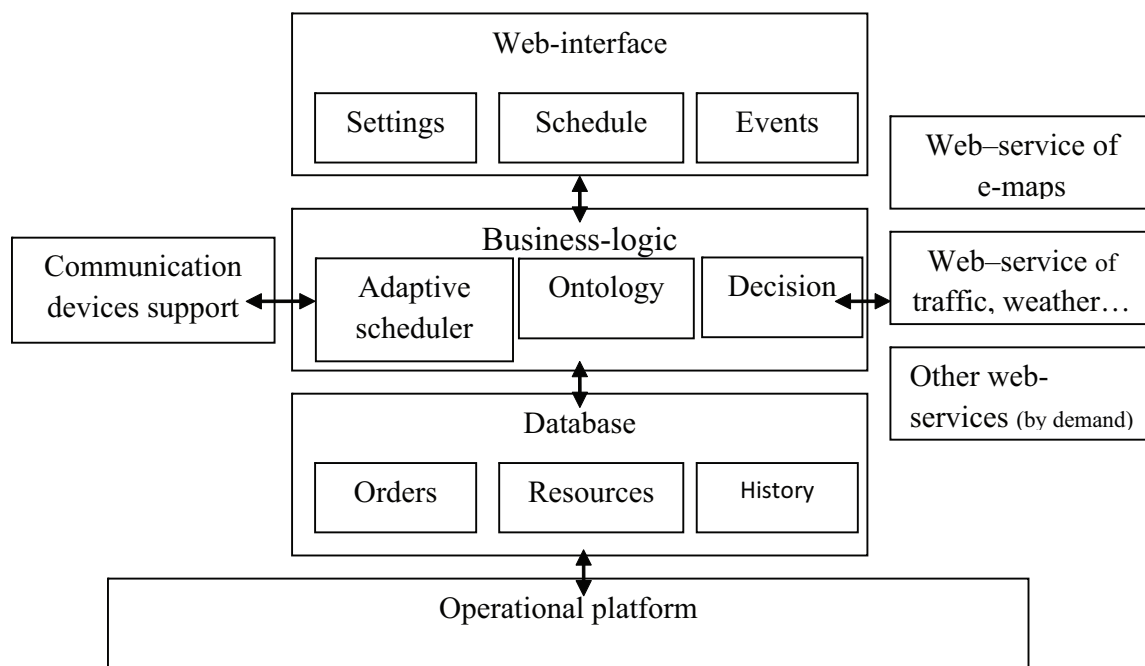 Web-interface
Settings
Schedule
Events
Web–service of
e-maps
Business-logic
Communication
devices support
Adaptive
scheduler
Ontology
Decision
Web–service of
traffic, weather…
Other web-
services (by demand)
Database
Orders
Resources
History
Operational platform